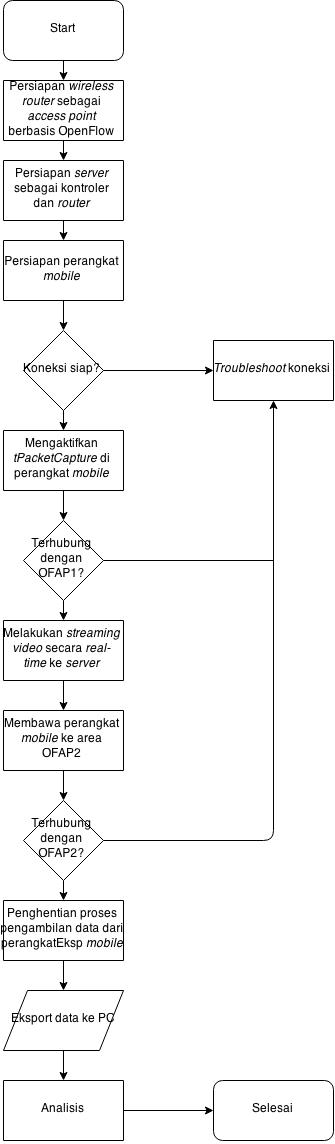 Start
Persiapan wireless
router sebagai
access point
berbasis OpenFlow
Persiapan server
sebagai kontroler
dan router
Persiapan perangkat
mobile
Koneksi siap?
Troubleshoot koneksi
Mengaktifkan
tPacketCapture di
perangkat mobile
Terhubung
dengan
OFAP1?
Melakukan streaming
video secara real-
time ke server
Membawa perangkat
mobile ke area
OFAP2
Terhubung
dengan
OFAP2?
Penghentian proses
pengambilan data dari
perangkatEksp mobile
Eksport data ke PC
Analisis
Selesai